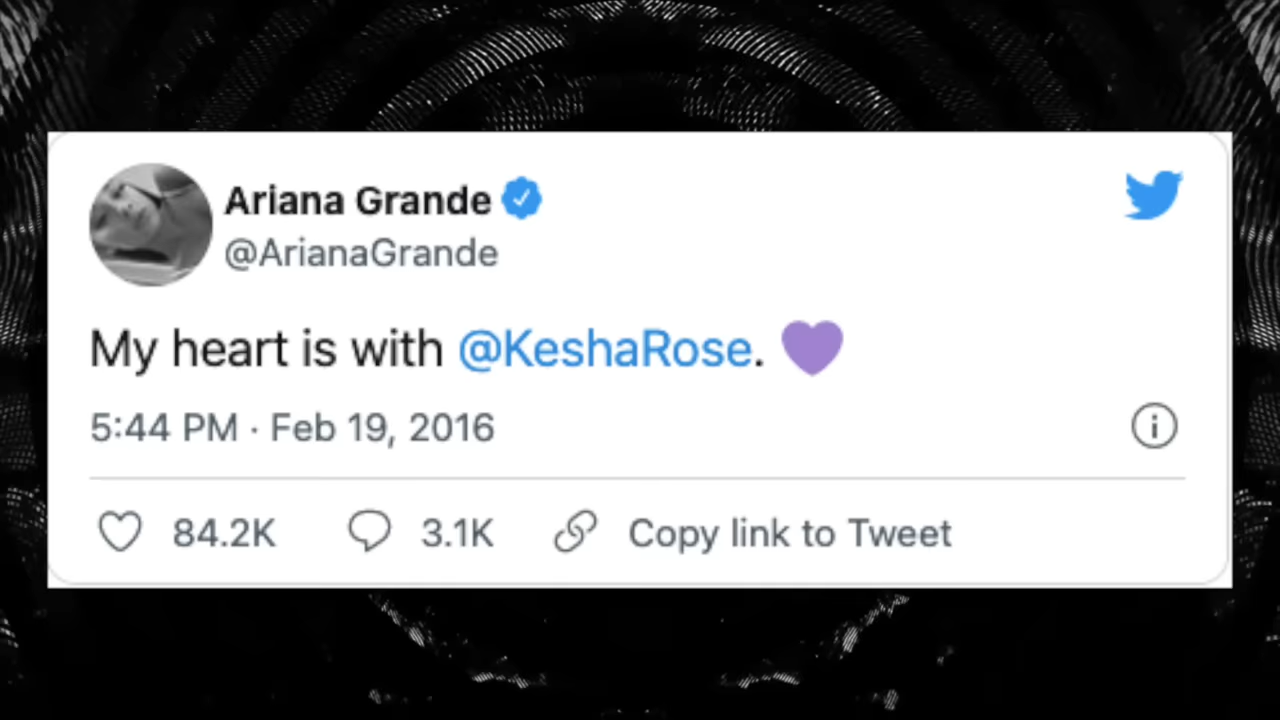 Ariana Grande
@ArianaGrande
My heart is with @KeshaRose. 💜
5:44 PM · Feb 19, 2016
84.2K 3.1K Copy link to Tweet